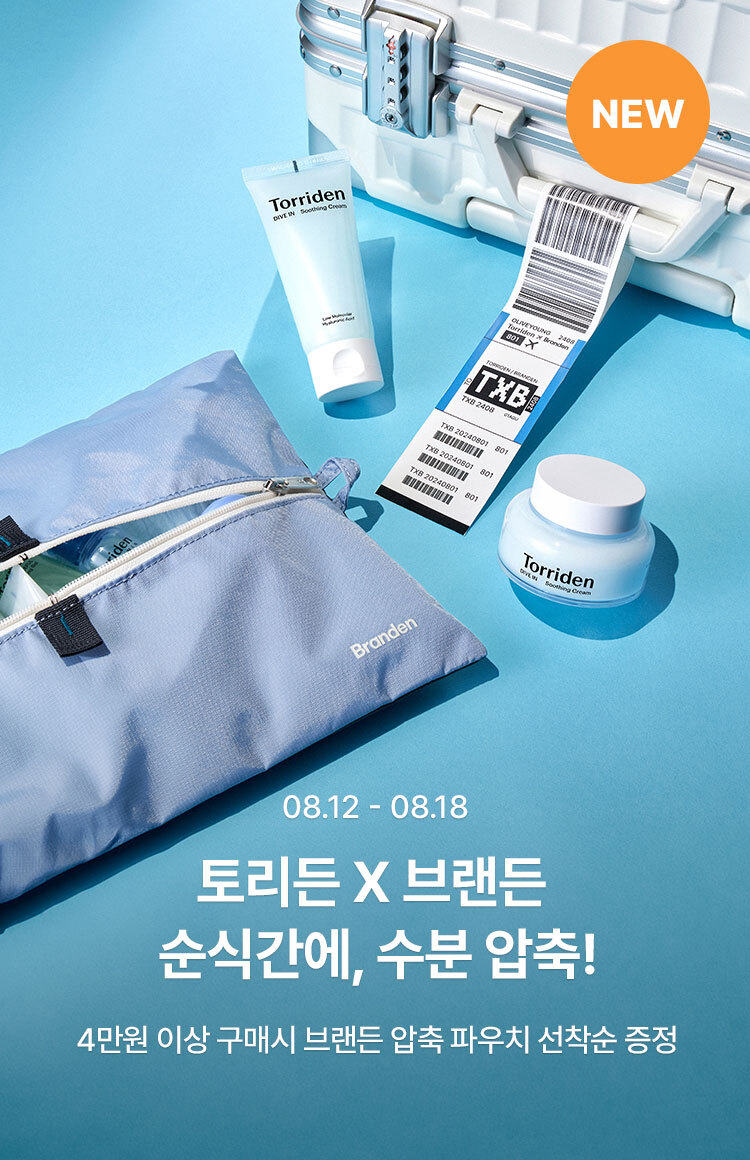 NEW
Torriden
DIVE IN Soothing Cream
Low Molecular
Hyaluronic Acid
OLIVEYOUNG 2408
Torriden x Branden
801
TORRIDEN / BRANDEN
TO TXB 2408
TXB 2408
TXB 20240801 801
TXB 20240801 801
TXB 20240801 801
Torriden
DIVE IN Soothing Cream
Branden
08.12 - 08.18
토리든 X 브랜든
순식간에, 수분 압축!
4만원 이상 구매시 브랜든 압축 파우치 선착순 증정